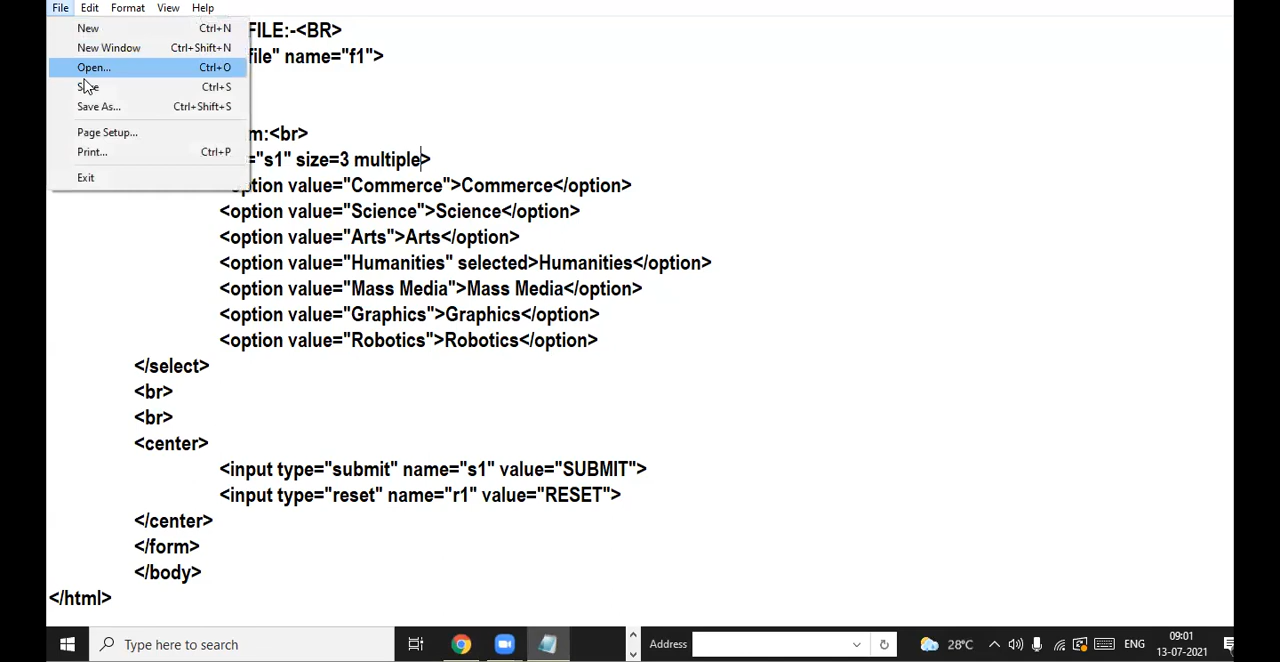 File Edit Format View Help
New Ctrl+N
New Window Ctrl+Shift+N
Open... Ctrl+O
Ctrl+S
Save As... Ctrl+Shift+S
Page Setup...
Print... Ctrl+P
Exit
FILE:-<BR>
file" name="f1">
m:<br>
="s1" size=3 multiple>
option value="Commerce">Commerce</option>
<option value="Science">Science</option>
<option value="Arts">Arts</option>
<option value="Humanities" selected>Humanities</option>
<option value="Mass Media">Mass Media</option>
<option value="Graphics">Graphics</option>
<option value="Robotics">Robotics</option>
</select>
<br>
<br>
<center>
<input type="submit" name="s1" value="SUBMIT">
<input type="reset" name="r1" value="RESET">
</center>
</form>
</body>
</html>
Type here to search
Address
28°C
ENG
09:01
13-07-2021